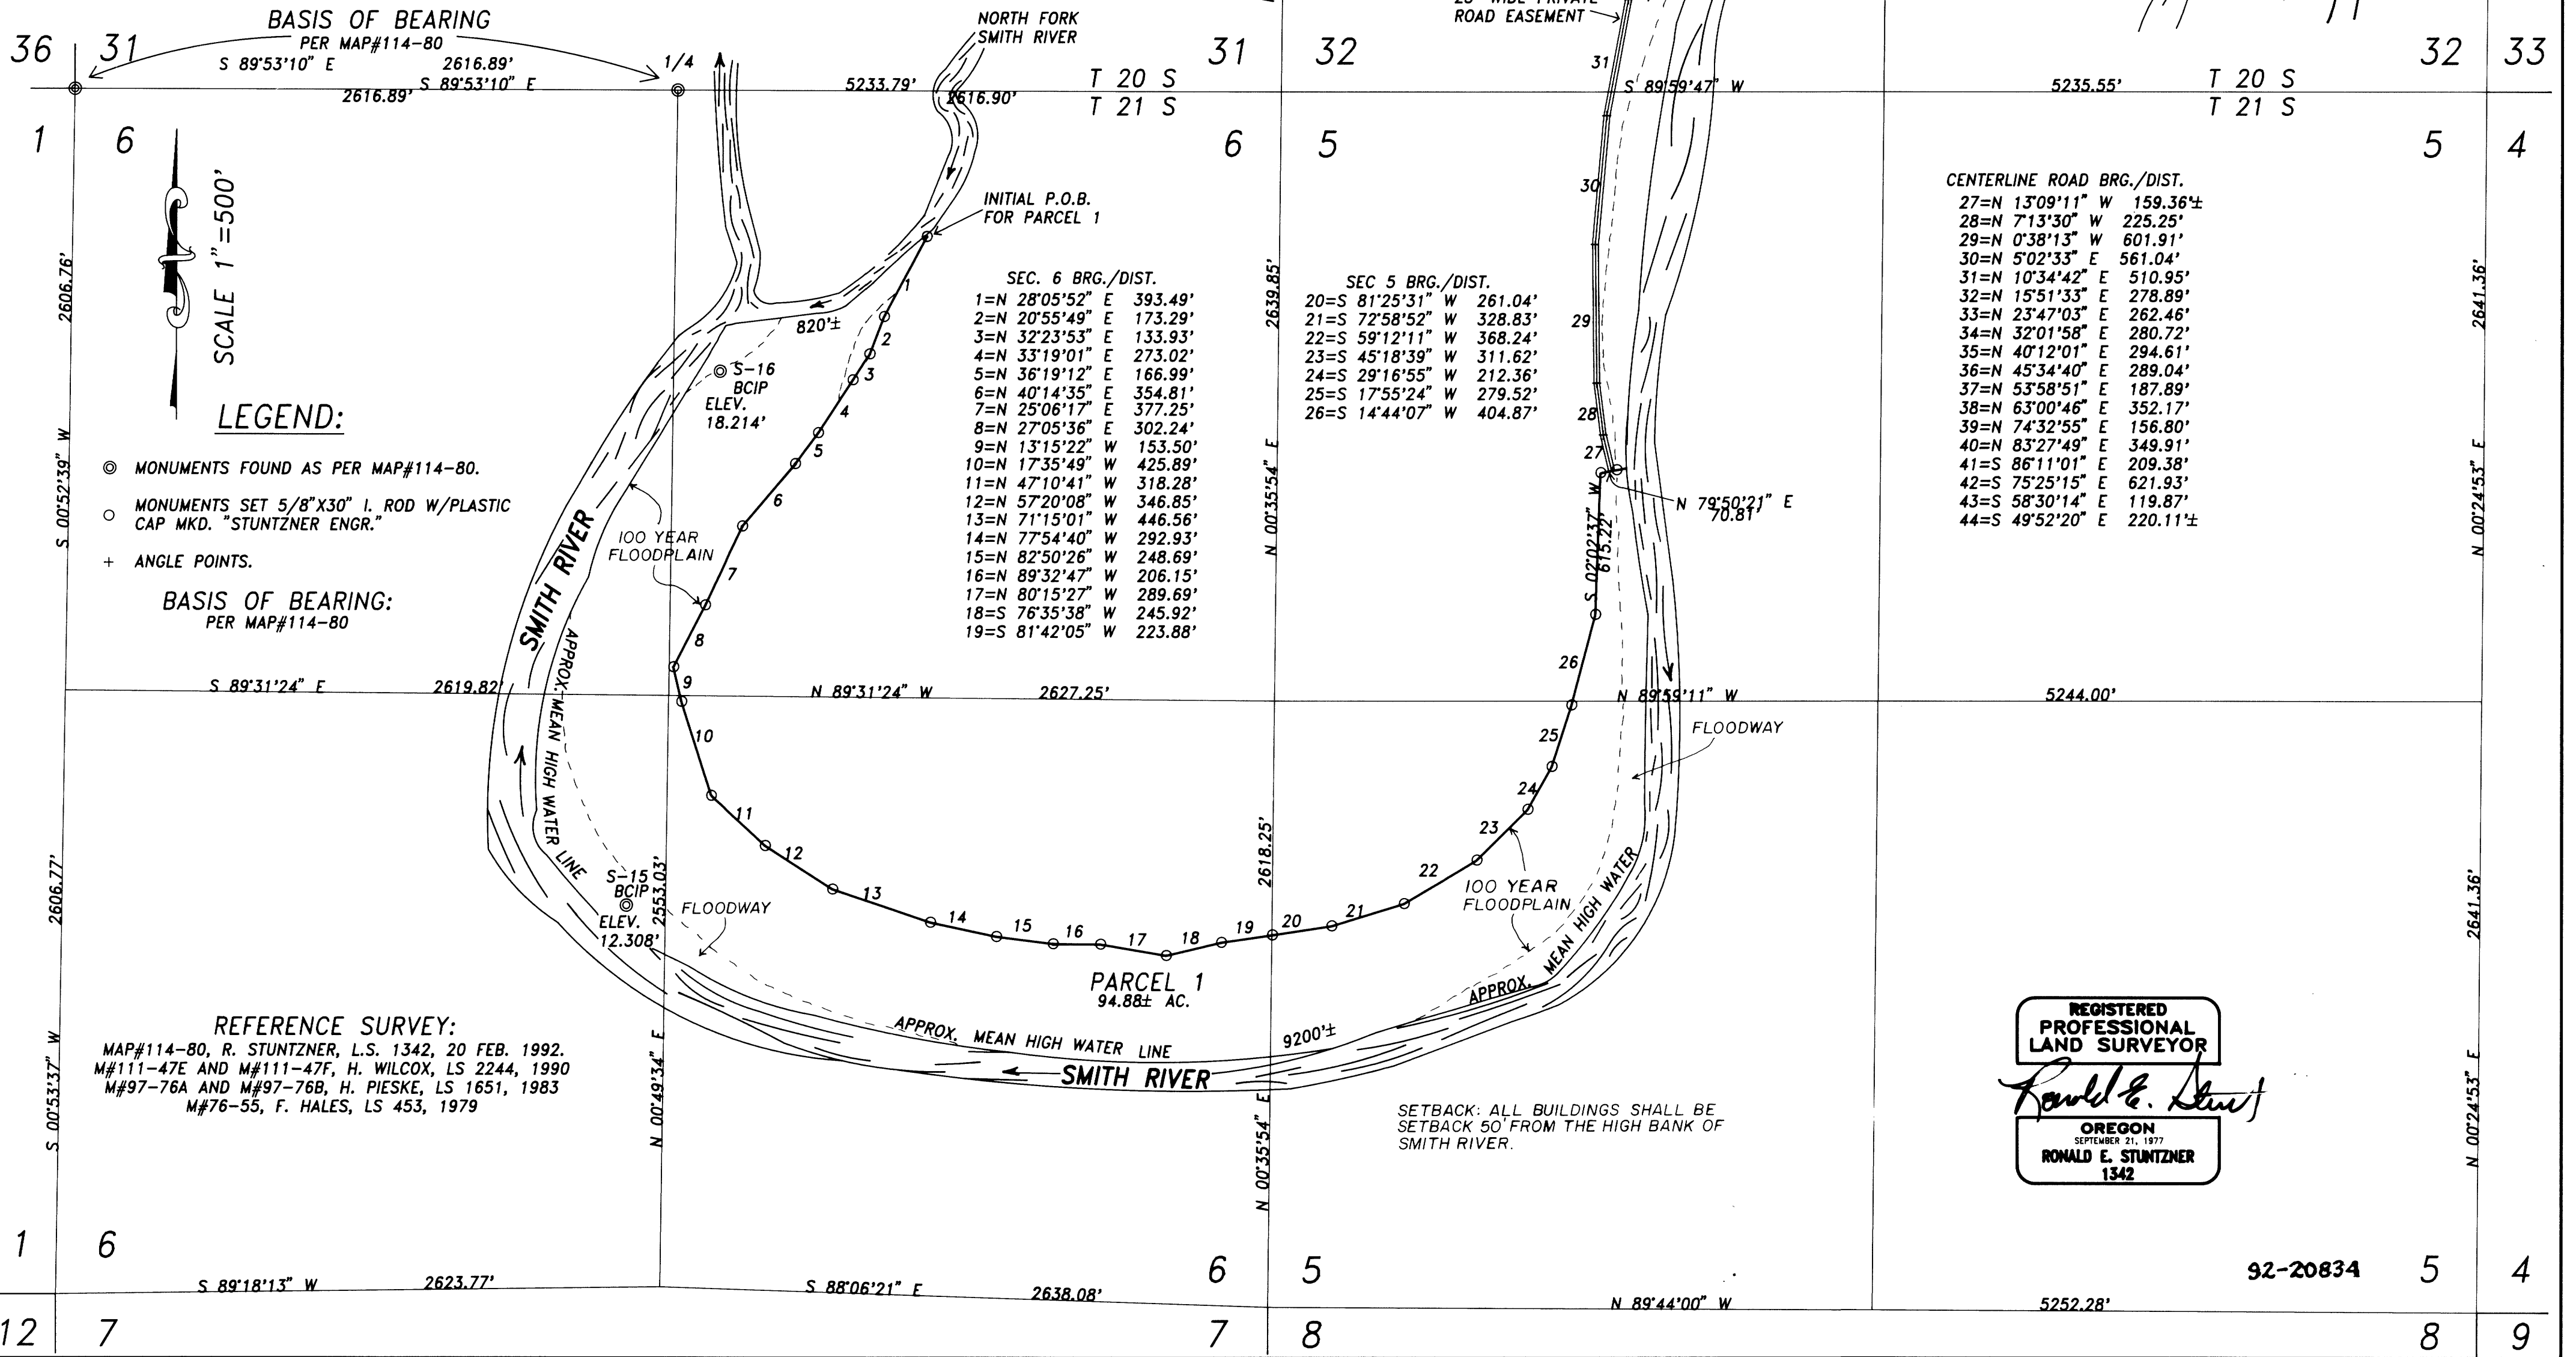 BASIS OF BEARING
PER MAP#114-80
S 89°53'10" E 2616.89'
S 89°53'10" E
2616.89'
1/4
36 31
NORTH FORK
SMITH RIVER
5233.79'
2616.90'
31 32
T 20 S
T 21 S
ROAD EASEMENT
31
S 89°59'47" W
5235.55'
T 20 S
T 21 S
32 33
1 6
6 5
5 4
SCALE 1"=500'
2606.76'
S 00°52'39" W
INITIAL P.O.B.
FOR PARCEL 1
820'±
S-16
BCIP
ELEV.
18.214'
1
2
3
4
5
6
7
8
9
10
11
12
13
14
15
16
17
18
19
20
21
22
23
24
25
26
27
28
29
30
SEC. 6 BRG./DIST.
1=N 28°05'52" E 393.49'
2=N 20°55'49" E 173.29'
3=N 32°23'53" E 133.93'
4=N 33°19'01" E 273.02'
5=N 36°19'12" E 166.99'
6=N 40°14'35" E 354.81'
7=N 25°06'17" E 377.25'
8=N 27°05'36" E 302.24'
9=N 13°15'22" W 153.50'
10=N 17°35'49" W 425.89'
11=N 47°10'41" W 318.28'
12=N 57°20'08" W 346.85'
13=N 71°15'01" W 446.56'
14=N 77°54'40" W 292.93'
15=N 82°50'26" W 248.69'
16=N 89°32'47" W 206.15'
17=N 80°15'27" W 289.69'
18=S 76°35'38" W 245.92'
19=S 81°42'05" W 223.88'
2639.85'
N 00°35'54" E
SEC 5 BRG./DIST.
20=S 81°25'31" W 261.04'
21=S 72°58'52" W 328.83'
22=S 59°12'11" W 368.24'
23=S 45°18'39" W 311.62'
24=S 29°16'55" W 212.36'
25=S 17°55'24" W 279.52'
26=S 14°44'07" W 404.87'
CENTERLINE ROAD BRG./DIST.
27=N 13°09'11" W 159.36'±
28=N 7°13'30" W 225.25'
29=N 0°38'13" W 601.91'
30=N 5°02'33" E 561.04'
31=N 10°34'42" E 510.95'
32=N 15°51'33" E 278.89'
33=N 23°47'03" E 262.46'
34=N 32°01'58" E 280.72'
35=N 40°12'01" E 294.61'
36=N 45°34'40" E 289.04'
37=N 53°58'51" E 187.89'
38=N 63°00'46" E 352.17'
39=N 74°32'55" E 156.80'
40=N 83°27'49" E 349.91'
41=S 86°11'01" E 209.38'
42=S 75°25'15" E 621.93'
43=S 58°30'14" E 119.87'
44=S 49°52'20" E 220.11'±
2641.36'
N 00°24'53" E
N 79°50'21" E
70.81'
S 02°02'37" W
615.22'
LEGEND:
MONUMENTS FOUND AS PER MAP#114-80.
MONUMENTS SET 5/8"X30" I. ROD W/PLASTIC
CAP MKD. "STUNTZNER ENGR."
+ ANGLE POINTS.
BASIS OF BEARING:
PER MAP#114-80
SMITH RIVER
100 YEAR
FLOODPLAIN
APPROX. MEAN HIGH WATER LINE
S 89°31'24" E 2619.82'
N 89°31'24" W 2627.25'
N 89°59'11" W
5244.00'
FLOODWAY
2606.77'
S 00°53'37" W
S-15
BCIP
ELEV.
12.308'
2553.03'
N 00°49'34" E
FLOODWAY
2618.25'
N 00°35'54" E
100 YEAR
FLOODPLAIN
APPROX. MEAN HIGH WATER
2641.36'
N 00°24'53" E
PARCEL 1
94.88± AC.
APPROX. MEAN HIGH WATER LINE
9200'±
SMITH RIVER
REFERENCE SURVEY:
MAP#114-80, R. STUNTZNER, L.S. 1342, 20 FEB. 1992.
M#111-47E AND M#111-47F, H. WILCOX, LS 2244, 1990
M#97-76A AND M#97-76B, H. PIESKE, LS 1651, 1983
M#76-55, F. HALES, LS 453, 1979
SETBACK: ALL BUILDINGS SHALL BE
SETBACK 50' FROM THE HIGH BANK OF
SMITH RIVER.
REGISTERED
PROFESSIONAL
LAND SURVEYOR
OREGON
SEPTEMBER 21, 1977
RONALD E. STUNTZNER
1342
92-20834
1 6
S 89°18'13" W 2623.77'
S 88°06'21" E 2638.08'
6 5
N 89°44'00" W 5252.28'
5 4
12 7
7 8
8 9